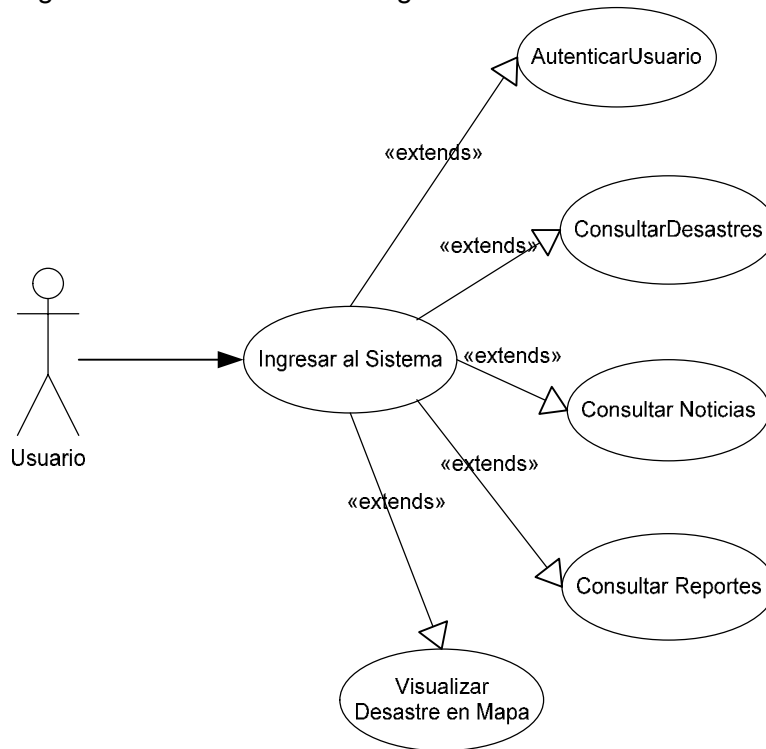 AutenticarUsuario
«extends»
ConsultarDesastres
«extends»
Ingresar al Sistema
«extends»
Consultar Noticias
Usuario
«extends»
«extends»
Consultar Reportes
Visualizar
Desastre en Mapa